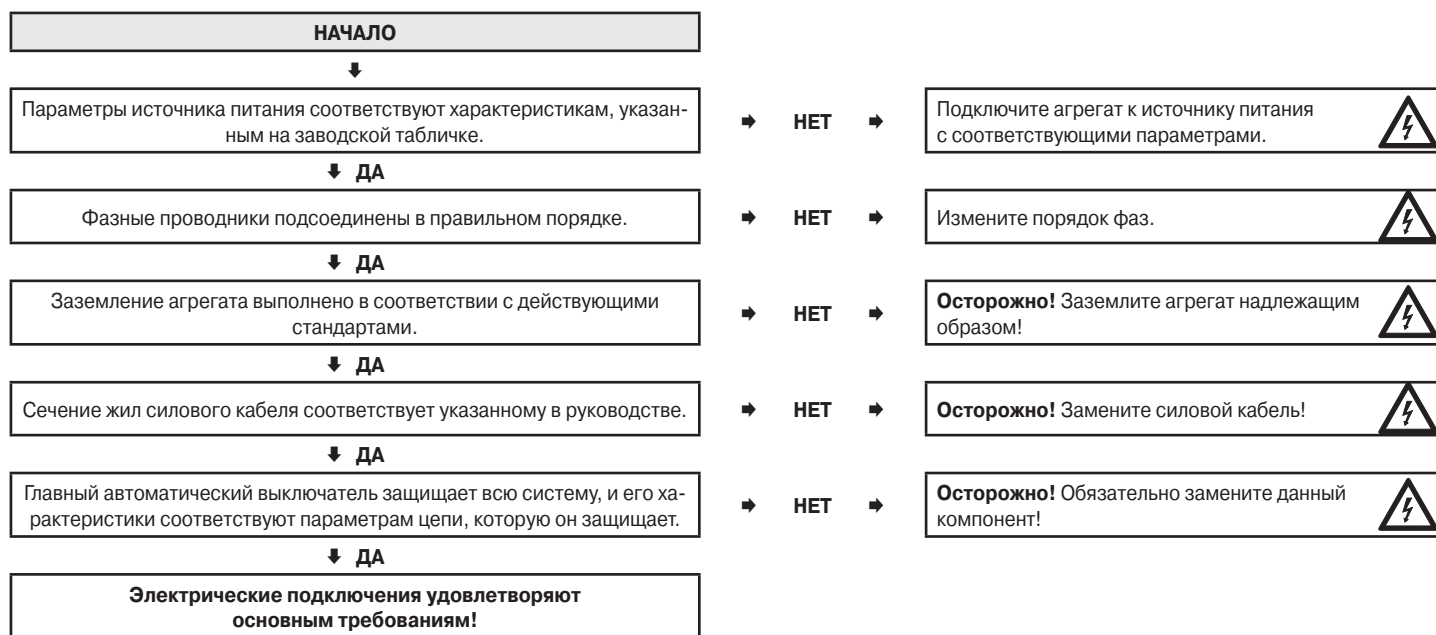 НАЧАЛО
Параметры источника питания соответствуют характеристикам, указан-
ным на заводской табличке.
НЕТ
Подключите агрегат к источнику питания
с соответствующими параметрами.
ДА
Фазные проводники подсоединены в правильном порядке.
НЕТ
Измените порядок фаз.
ДА
Заземление агрегата выполнено в соответствии с действующими
стандартами.
НЕТ
Осторожно! Заземлите агрегат надлежащим
образом!
ДА
Сечение жил силового кабеля соответствует указанному в руководстве.
НЕТ
Осторожно! Замените силовой кабель!
ДА
Главный автоматический выключатель защищает всю систему, и его ха-
рактеристики соответствуют параметрам цепи, которую он защищает.
НЕТ
Осторожно! Обязательно замените данный
компонент!
ДА
Электрические подключения удовлетворяют
основным требованиям!